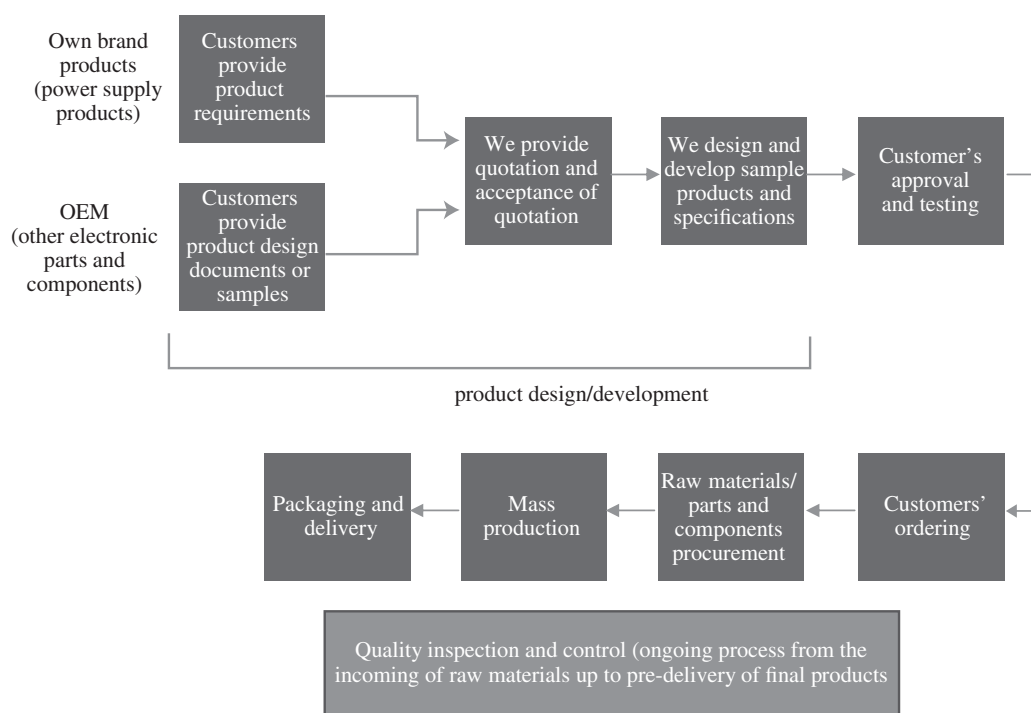 Own brand
products
(power supply
products)
Customers
provide
product
requirements
OEM
(other electronic
parts and
components)
Customers
provide
product design
documents or
samples
We provide
quotation and
acceptance of
quotation
We design and
develop sample
products and
specifications
Customer’s
approval
and testing
product design/development
Packaging and
delivery
Mass
production
Raw materials/
parts and
components
procurement
Customers’
ordering
Quality inspection and control (ongoing process from the
incoming of raw materials up to pre-delivery of final products